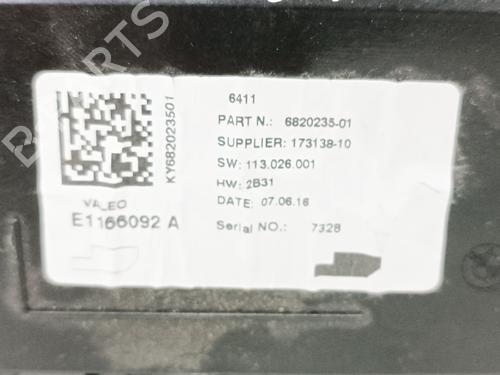 B-PARTS
6411
PART N.: 6820235-01
SUPPLIER: 173138-10
SW: 113.026.001
HW: 2B31
DATE: 07.06.16
Serial NO.: 7328
KY682023501
VALEO
E1166092 A